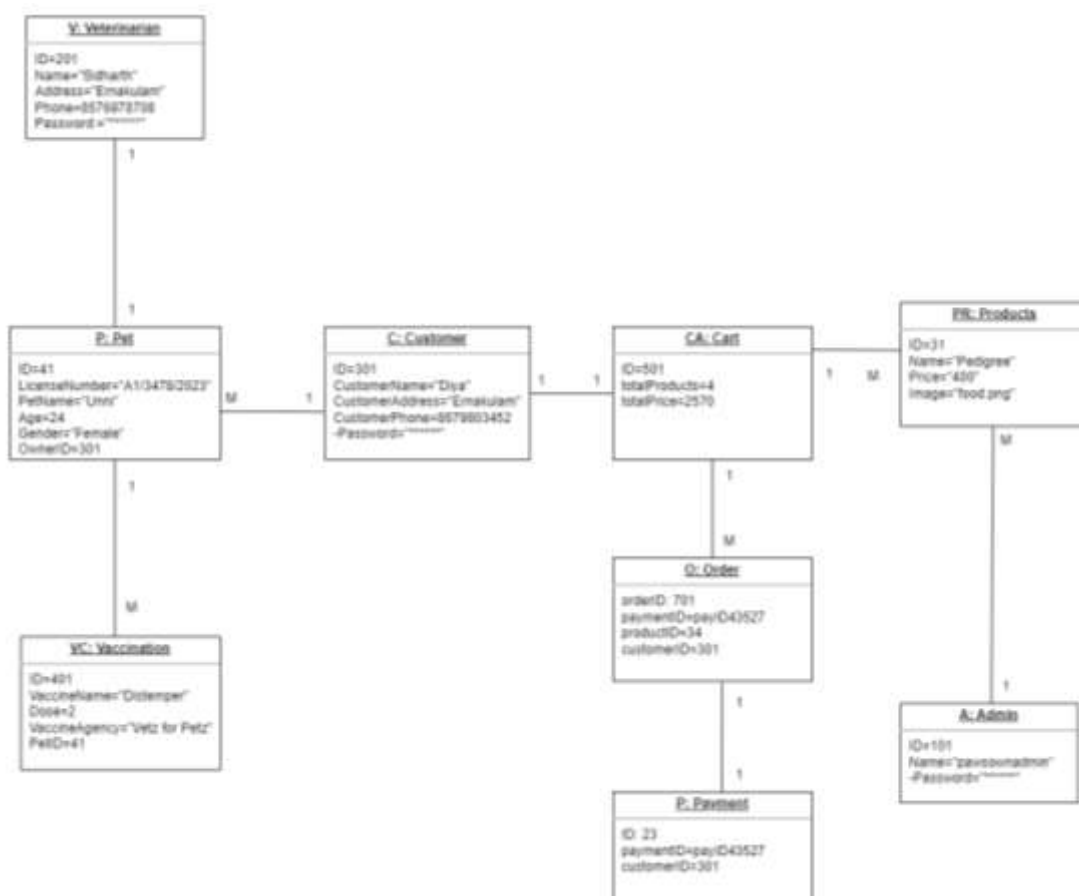 V: Veterinarian
ID=201
Name="Sidharth"
Address="Ernakulam"
Password="*******"
1
1
P: Pet
ID=41
LicenseNumber="A1/3478/2023"
PetName="Unni"
Age=24
Gender="Female"
OwnerID=301
M
1
C: Customer
ID=301
CustomerName="Diya"
CustomerAddress="Ernakulam"
CustomerPhone=8579803452
-Password="*******"
1
1
CA: Cart
ID=501
totalProducts=4
totalPrice=2570
1
M
PR: Products
ID=31
Name="Pedigree"
Price="400"
Image="food.png"
M
1
A: Admin
ID=101
Name="pawsownadmin"
-Password="*******"
1
M
VC: Vaccination
ID=401
VaccineName="Distemper"
Dose=2
VaccineAgency="Vetz for Petz"
PetID=41
1
M
O: Order
orderID: 701
paymentID=payID43527
productID=34
customerID=301
1
1
P: Payment
ID: 23
paymentID=payID43527
customerID=301